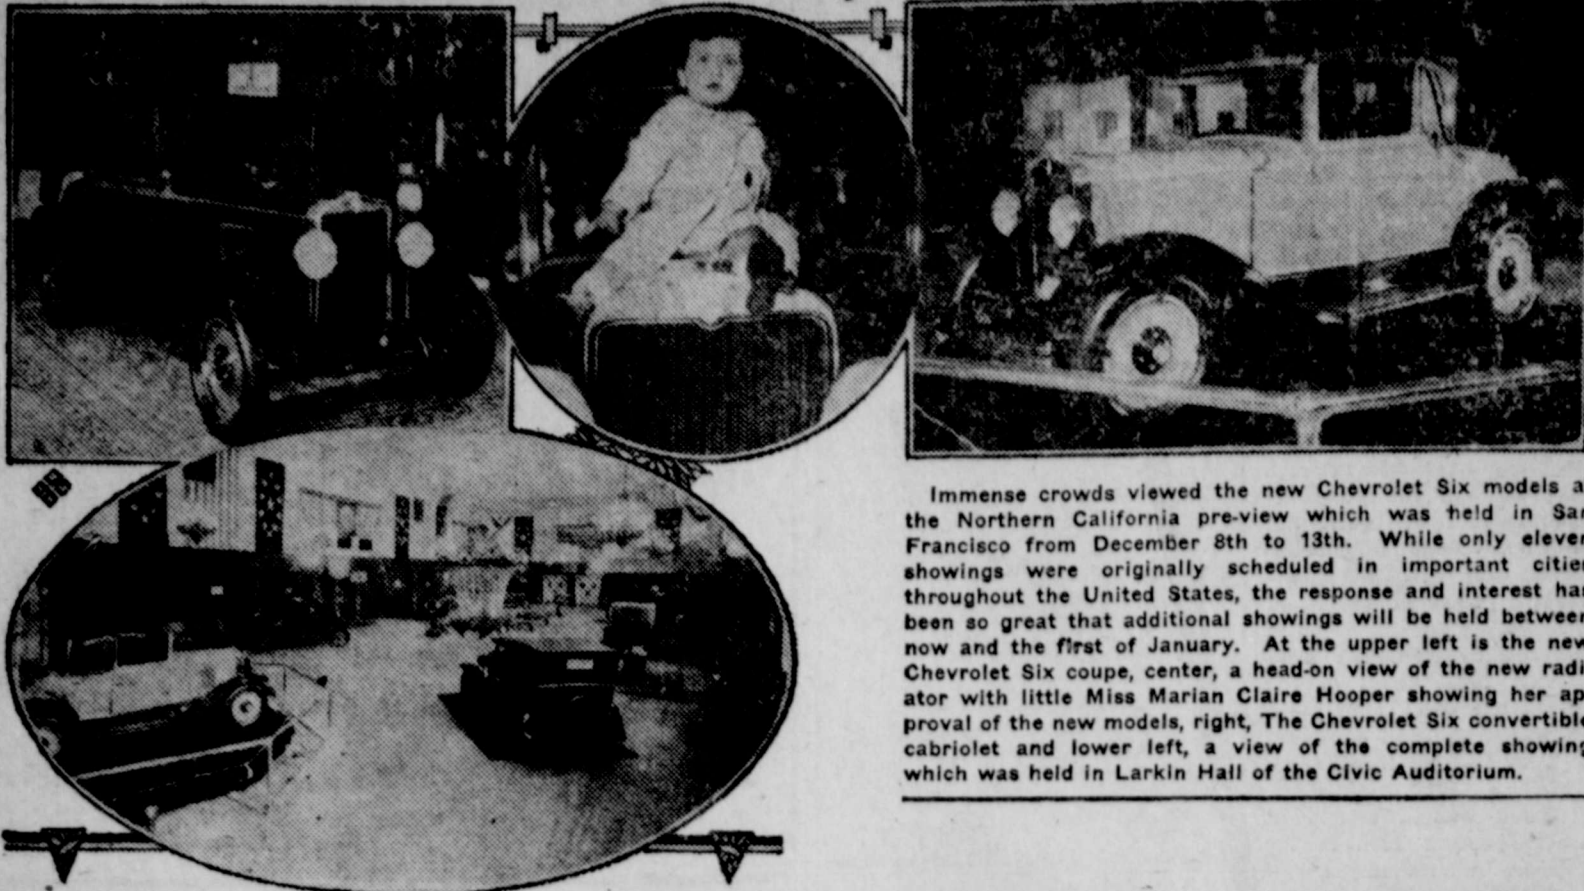 Immense crowds viewed the new Chevrolet Six models a
the Northern California pre-view which was held in Sa
Francisco from December 8th to 13th. While only eleve
showings were originally scheduled in important citie
throughout the United States, the response and interest ha
been so great that additional showings will be held betwee
now and the first of January. At the upper left is the new
Chevrolet Six coupe, center, a head-on view of the new radi
ator with little Miss Marian Claire Hooper showing her ap
proval of the new models, right, The Chevrolet Six convertibl
cabriolet and lower left, a view of the complete showing
which was held in Larkin Hall of the Civic Auditorium.